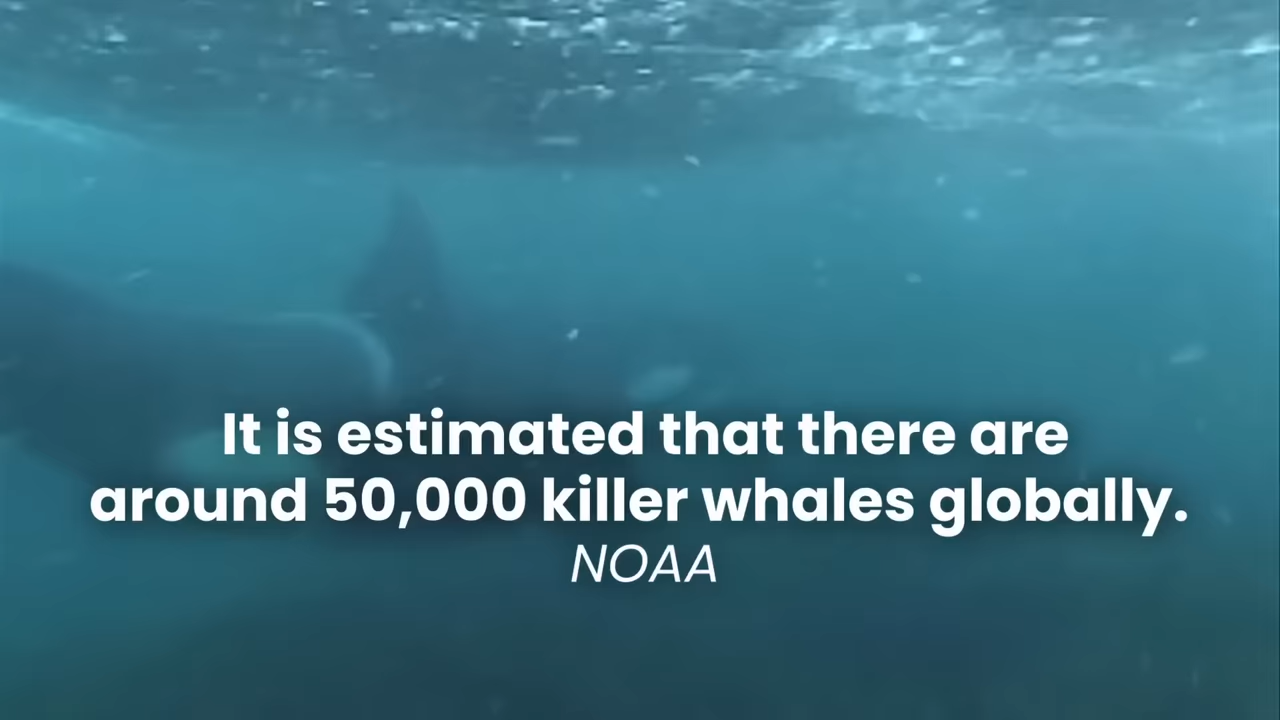 It is estimated that there are
around 50,000 killer whales globally.
NOAA